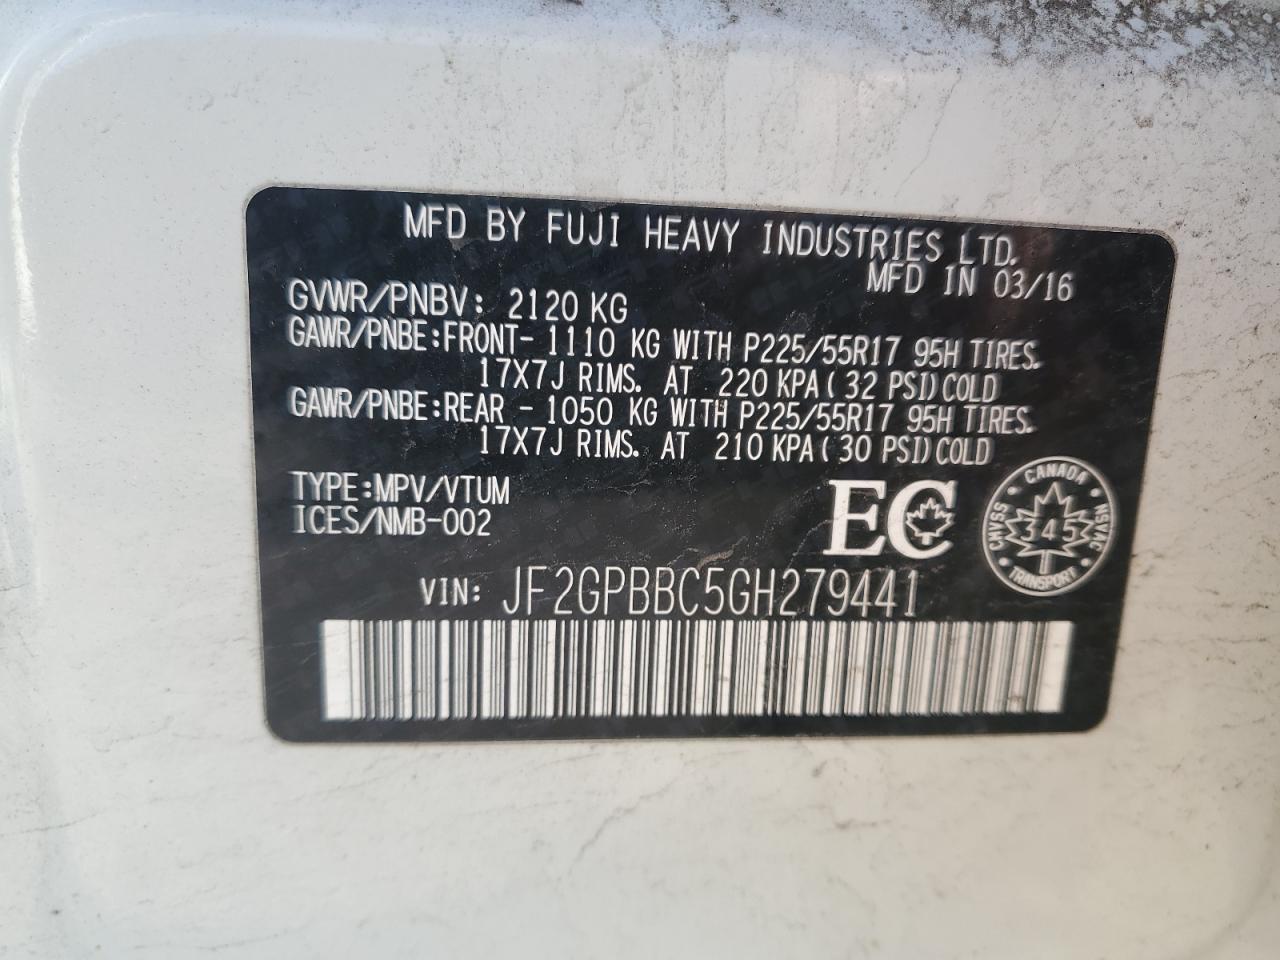 MFD BY FUJI HEAVY INDUSTRIES LTD.
MFD IN 03/16
GVWR/PNBV: 2120 KG
GAWR/PNBE:FRONT- 1110 KG WITH P225/55R17 95H TIRES.
17X7J RIMS. AT 220 KPA(32 PSI)COLD
GAWR/PNBE:REAR - 1050 KG WITH P225/55R17 95H TIRES.
17X7J RIMS. AT 210 KPA(30 PSI)COLD
TYPE:MPV/VTUM
ICES/NMB-002
EC
CANADA
CMVSS
345
NSVAC
TRANSPORT
VIN: JF2GPBBC5GH279441